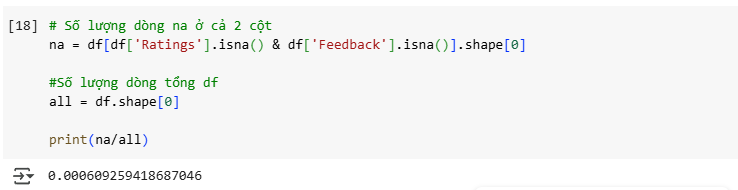 [18] # Số lượng dòng na ở cả 2 cột
na = df[df['Ratings'].isna() & df['Feedback'].isna()].shape[0]
#Số lượng dòng tổng df
all = df.shape[0]
print(na/all)
0.000609259418687046